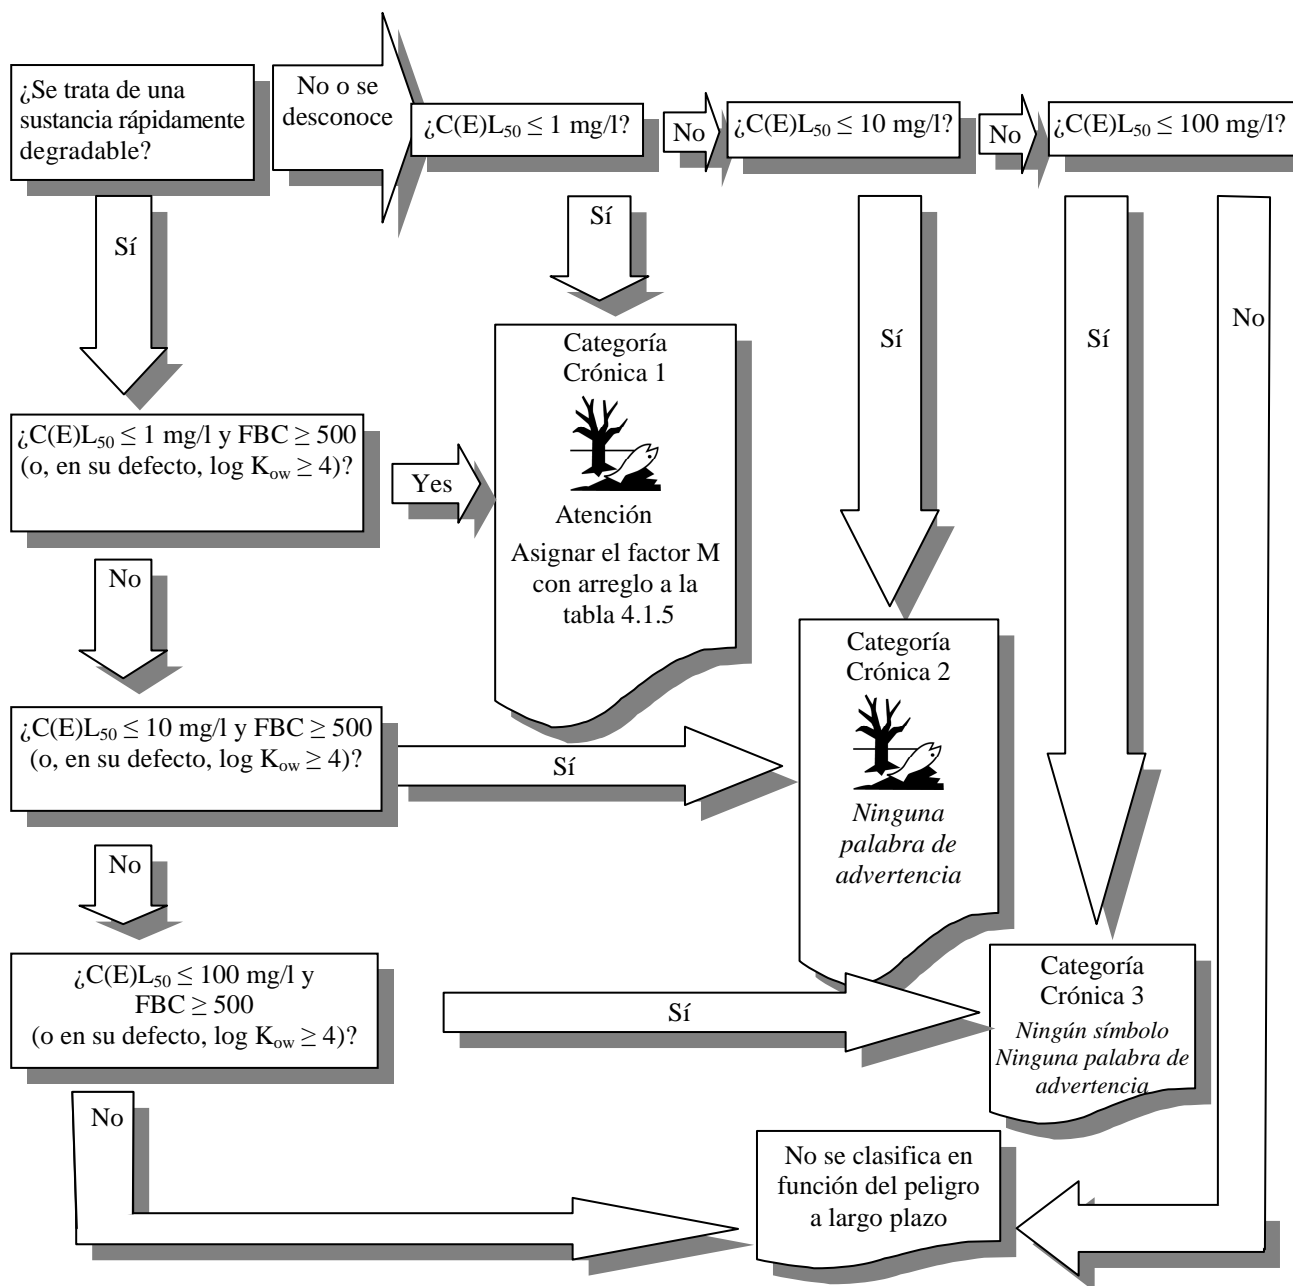 ¿Se trata de una
sustancia rápidamente
degradable?
No o se
desconoce
¿C(E)L50 ≤ 1 mg/l?
No
¿C(E)L50 ≤ 10 mg/l?
No
¿C(E)L50 ≤ 100 mg/l?
Sí
Sí
Sí
Sí
No
¿C(E)L50 ≤ 1 mg/l y FBC ≥ 500
(o, en su defecto, log Kow ≥ 4)?
Yes
Categoría
Crónica 1
Atención
Asignar el factor M
con arreglo a la
tabla 4.1.5
No
¿C(E)L50 ≤ 10 mg/l y FBC ≥ 500
(o, en su defecto, log Kow ≥ 4)?
Sí
Categoría
Crónica 2
Ninguna
palabra de
advertencia
No
¿C(E)L50 ≤ 100 mg/l y
FBC ≥ 500
(o en su defecto, log Kow ≥ 4)?
Sí
Categoría
Crónica 3
Ningún símbolo
Ninguna palabra de
advertencia
No
No se clasifica en
función del peligro
a largo plazo